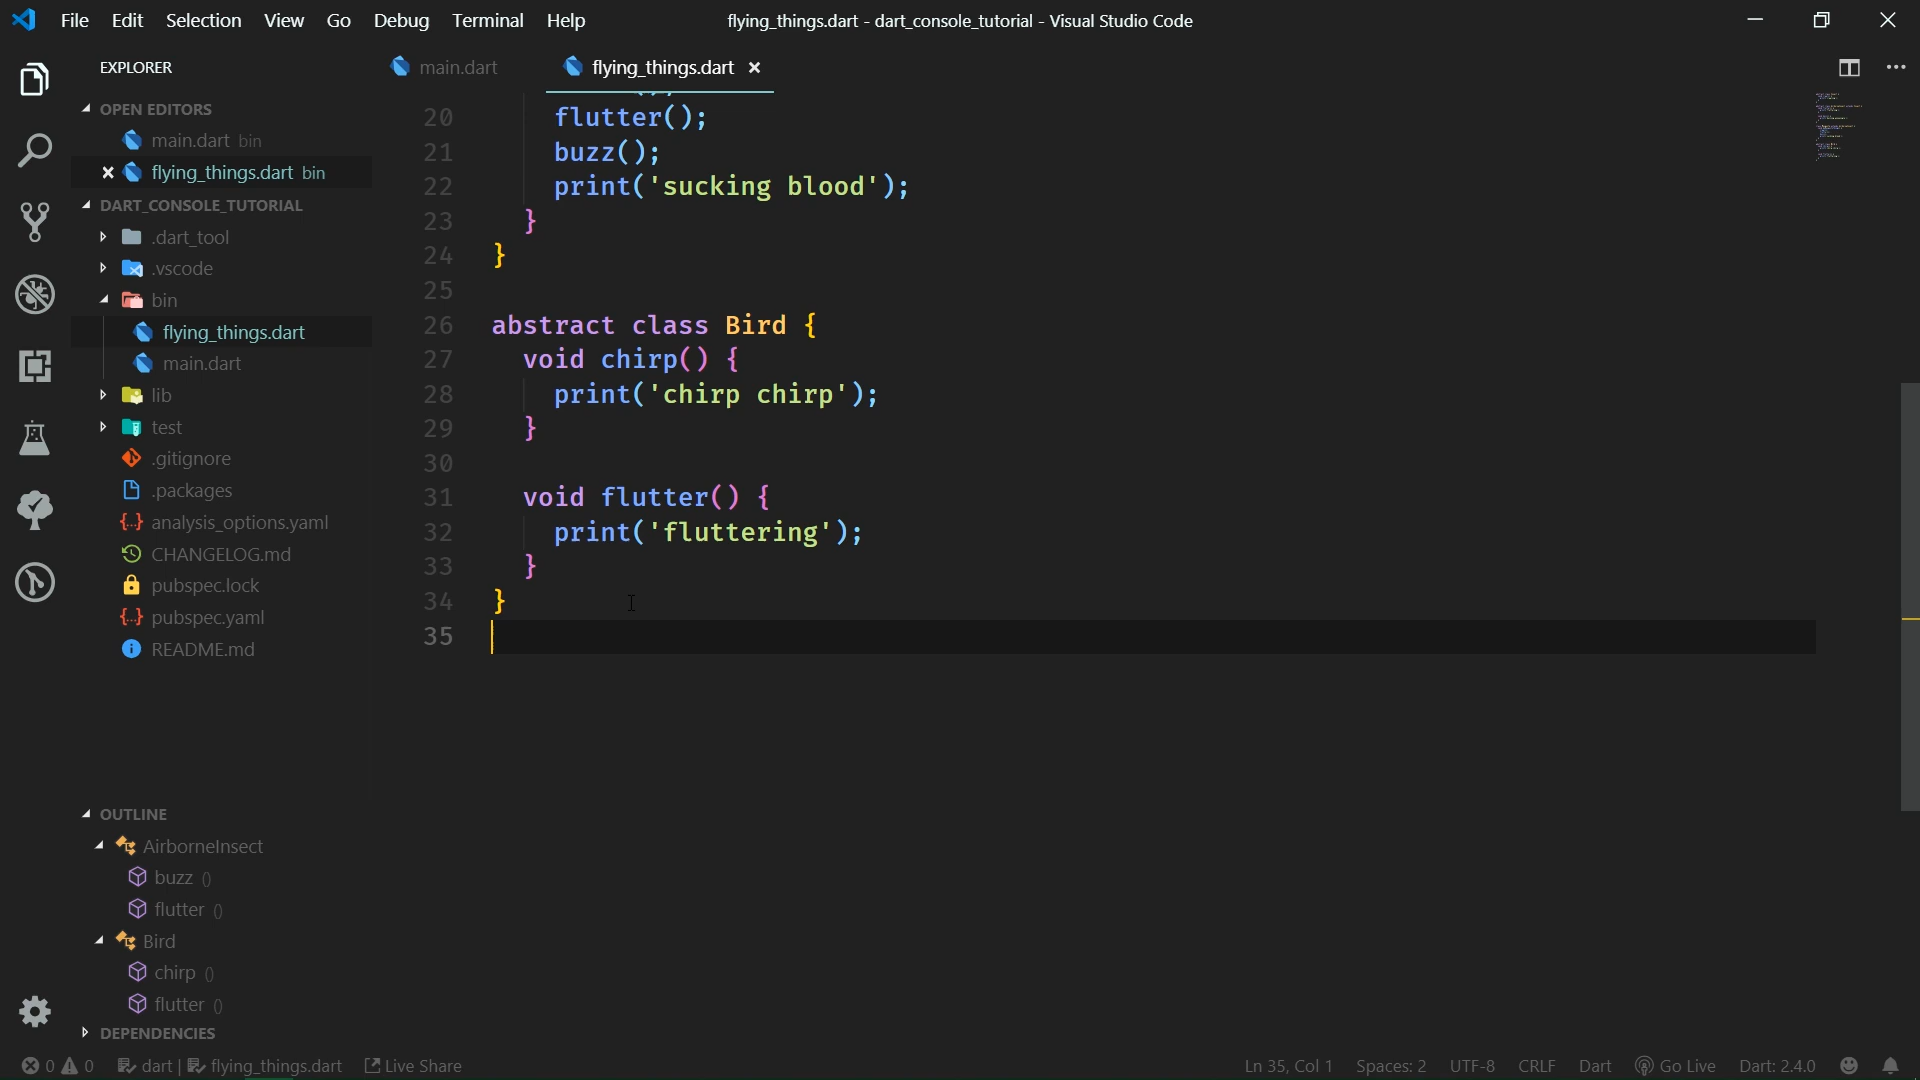 File Edit Selection View Go Debug Terminal Help
flying_things.dart - dart_console_tutorial - Visual Studio Code
EXPLORER
OPEN EDITORS
main.dart bin
flying_things.dart bin
DART_CONSOLE_TUTORIAL
.dart_tool
.vscode
bin
flying_things.dart
main.dart
lib
test
.gitignore
.packages
analysis_options.yaml
CHANGELOG.md
pubspec.lock
pubspec.yaml
README.md
OUTLINE
AirborneInsect
buzz ()
flutter ()
Bird
chirp ()
flutter ()
DEPENDENCIES
main.dart flying_things.dart
20 flutter();
21 buzz();
22 print('sucking blood');
23 }
24 }
25
26 abstract class Bird {
27 void chirp() {
28 print('chirp chirp');
29 }
30
31 void flutter() {
32 print('fluttering');
33 }
34 }
35
0 0 dart | flying_things.dart Live Share
Ln 35, Col 1 Spaces: 2 UTF-8 CRLF Dart Go Live Dart: 2.4.0